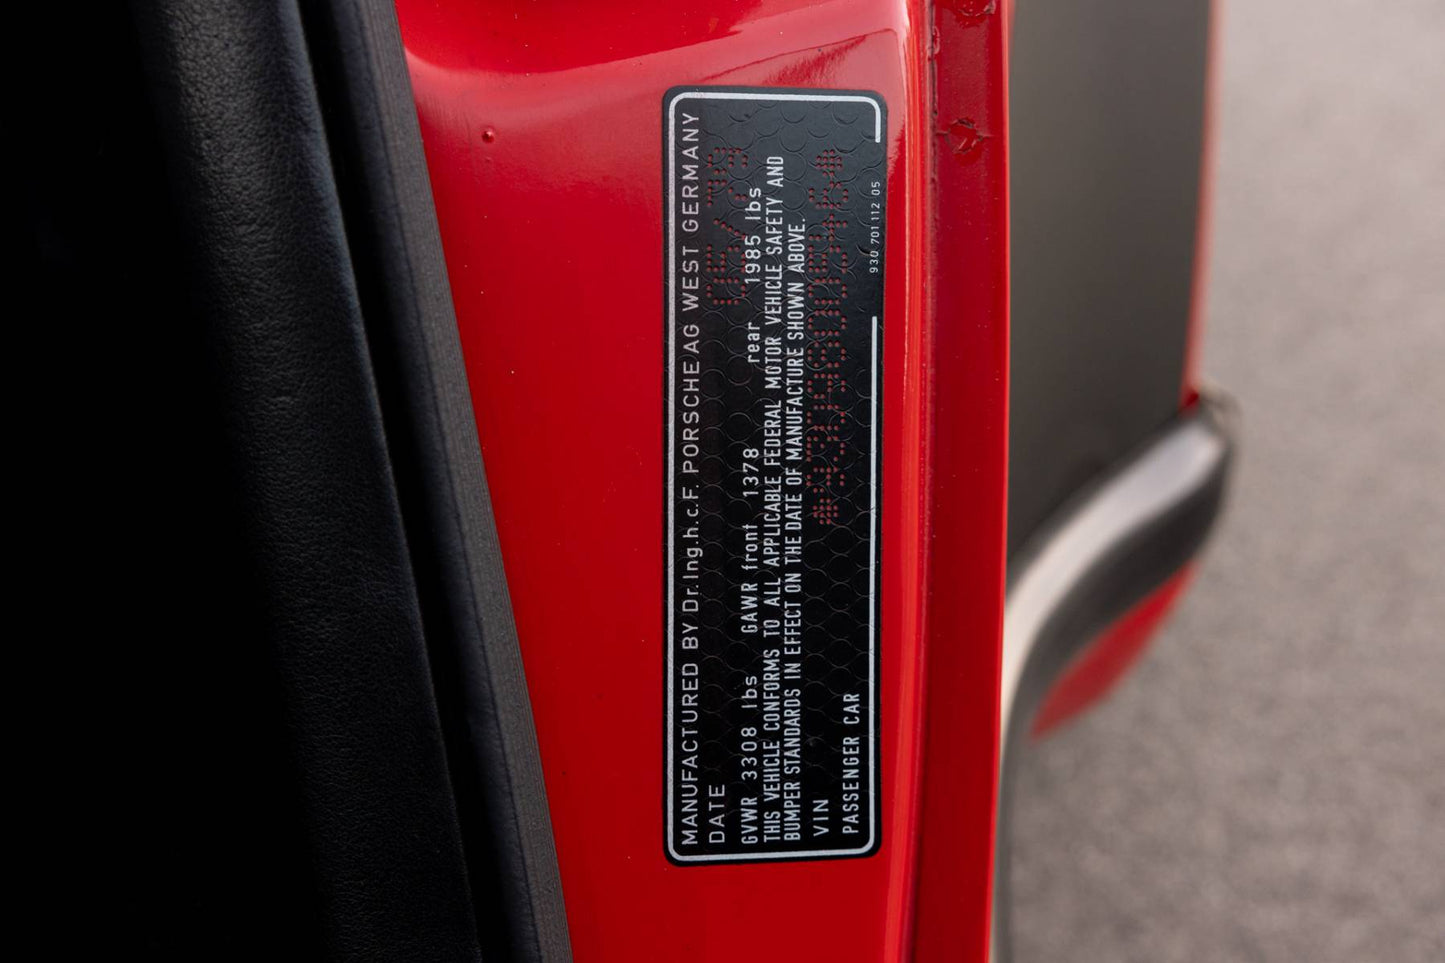 MANUFACTURED BY Dr.Ing.h.c.F. PORSCHE AG WEST GERMANY
DATE
GVWR 3308 lbs GAWR front 1378 rear 1985 lbs
THIS VEHICLE CONFORMS TO ALL APPLICABLE FEDERAL MOTOR VEHICLE SAFETY AND
BUMPER STANDARDS IN EFFECT ON THE DATE OF MANUFACTURE SHOWN ABOVE.
VIN
PASSENGER CAR
930 701 112 05